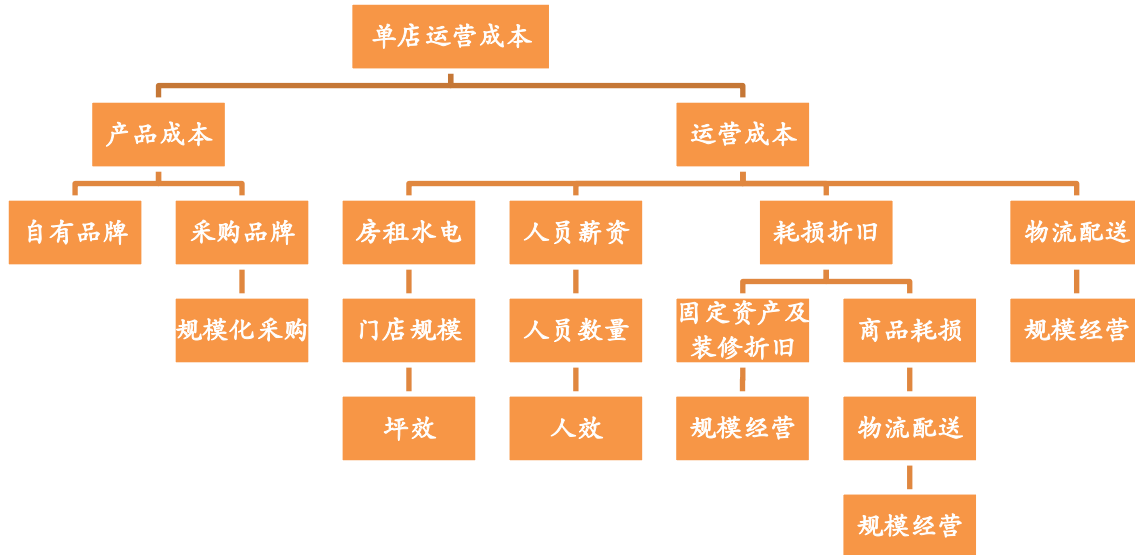 单店运营成本
产品成本
运营成本
自有品牌
采购品牌
房租水电
人员薪资
耗损折旧
物流配送
规模化采购
门店规模
人员数量
固定资产及
装修折旧
商品耗损
规模经营
坪效
人效
规模经营
物流配送
规模经营